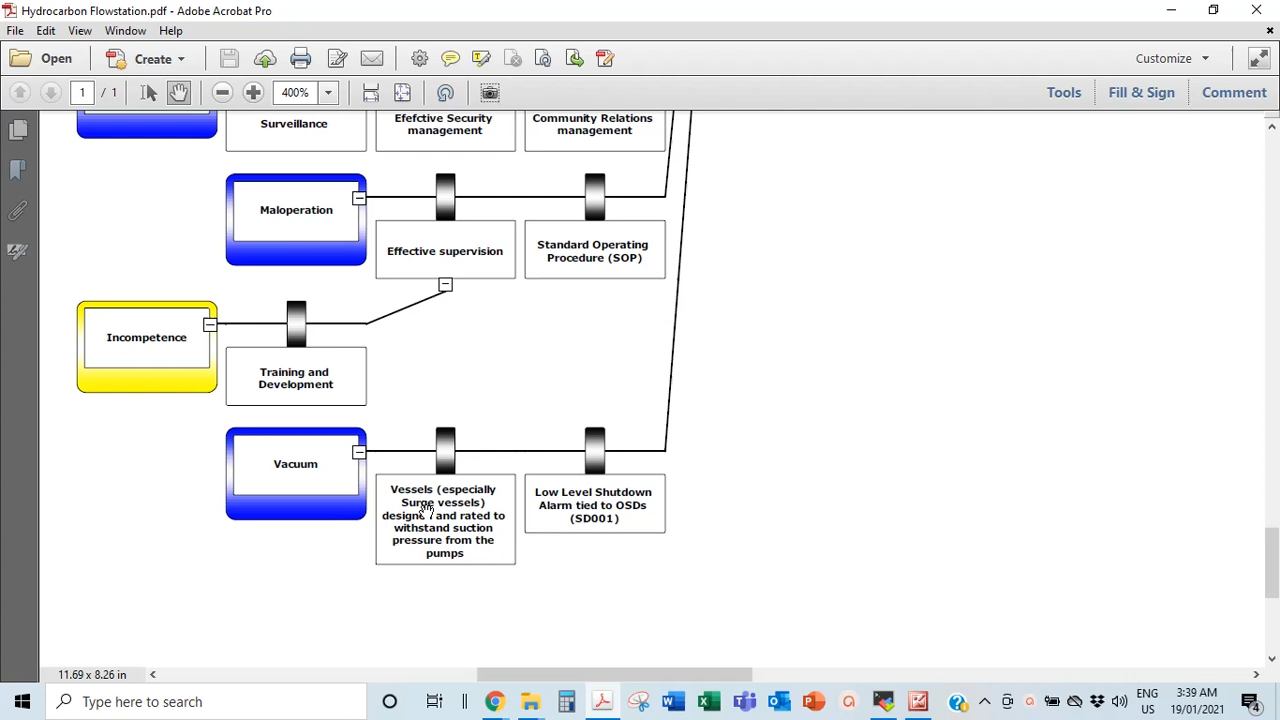 Hydrocarbon Flowstation.pdf - Adobe Acrobat Pro
File Edit View Window Help
Open Create Customize
1 / 1 400% Tools Fill & Sign Comment
Surveillance
Efefctive Security
management
Community Relations
management
Maloperation
Effective supervision
Standard Operating
Procedure (SOP)
Incompetence
Training and
Development
Vacuum
Vessels (especially
Surge vessels)
designed and rated to
withstand suction
pressure from the
pumps
Low Level Shutdown
Alarm tied to OSDs
(SD001)
11.69 x 8.26 in
Type here to search
ENG
US
3:39 AM
19/01/2021
4